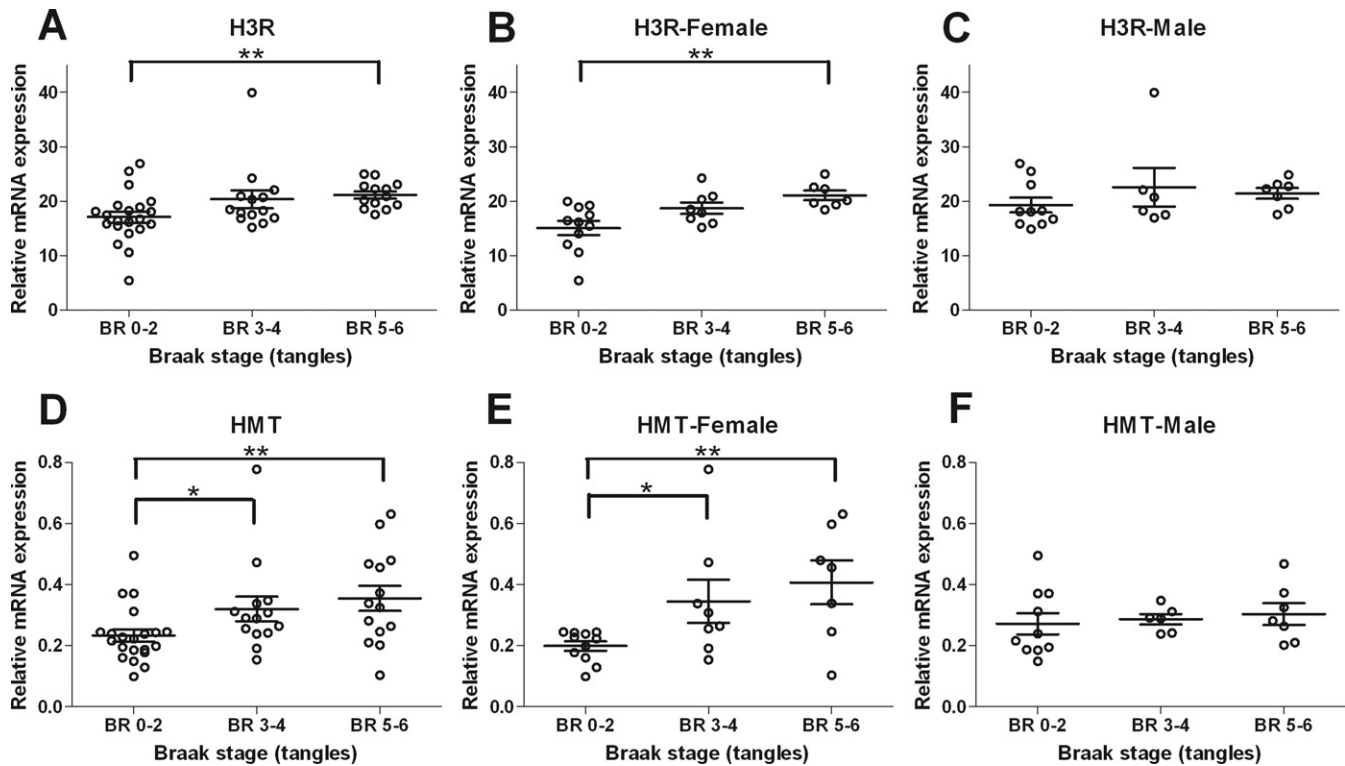 A
H3R
**
Relative mRNA expression
40
30
20
10
0
BR 0-2 BR 3-4 BR 5-6
Braak stage (tangles)
B
H3R-Female
**
Relative mRNA expression
40
30
20
10
0
BR 0-2 BR 3-4 BR 5-6
Braak stage (tangles)
C
H3R-Male
Relative mRNA expression
40
30
20
10
0
BR 0-2 BR 3-4 BR 5-6
Braak stage (tangles)
D
HMT
**
*
Relative mRNA expression
0.8
0.6
0.4
0.2
0.0
BR 0-2 BR 3-4 BR 5-6
Braak stage (tangles)
E
HMT-Female
**
*
Relative mRNA expression
0.8
0.6
0.4
0.2
0.0
BR 0-2 BR 3-4 BR 5-6
Braak stage (tangles)
F
HMT-Male
Relative mRNA expression
0.8
0.6
0.4
0.2
0.0
BR 0-2 BR 3-4 BR 5-6
Braak stage (tangles)